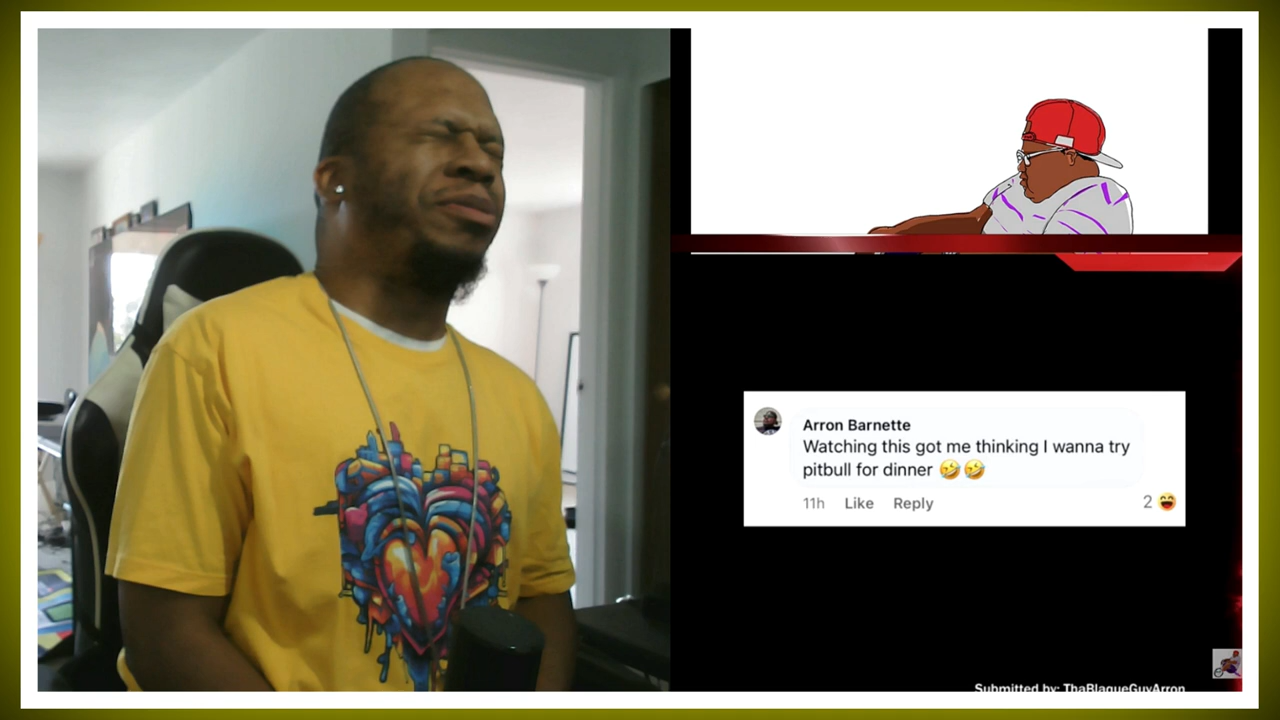 Arron Barnette
Watching this got me thinking I wanna try
pitbull for dinner 🤣🤣
11h Like Reply 2
Submitted by: ThaBlaqueGuyArron